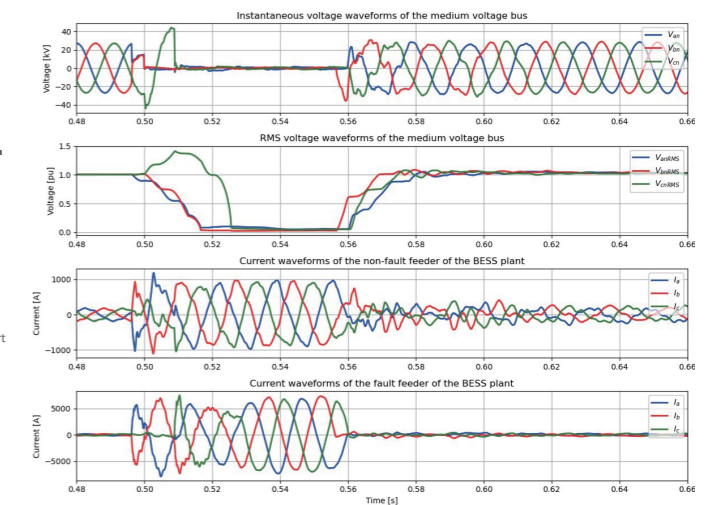 Instantaneous voltage waveforms of the medium voltage bus
Voltage [kV]
40
20
0
−20
−40
Van
Vbn
Vcn
0.48 0.50 0.52 0.54 0.56 0.58 0.60 0.62 0.64 0.66
RMS voltage waveforms of the medium voltage bus
Voltage [pu]
1.5
1.0
0.5
0.0
VanRMS
VbnRMS
VcnRMS
0.48 0.50 0.52 0.54 0.56 0.58 0.60 0.62 0.64 0.66
Current waveforms of the non-fault feeder of the BESS plant
Current [A]
1000
0
−1000
Ia
Ib
Ic
0.48 0.50 0.52 0.54 0.56 0.58 0.60 0.62 0.64 0.66
Current waveforms of the fault feeder of the BESS plant
Current [A]
5000
0
−5000
Ia
Ib
Ic
0.48 0.50 0.52 0.54 0.56 0.58 0.60 0.62 0.64 0.66
Time [s]